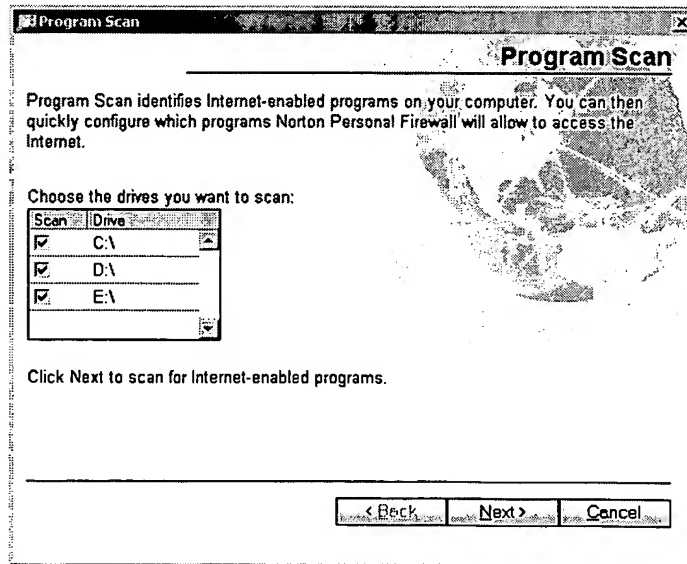 Program Scan
Program Scan
Program Scan identifies Internet-enabled programs on your computer. You can then
quickly configure which programs Norton Personal Firewall will allow to access the
Internet.
Choose the drives you want to scan:
Scan Drive
C:\
D:\
E:\
Click Next to scan for Internet-enabled programs.
< Back Next > Cancel